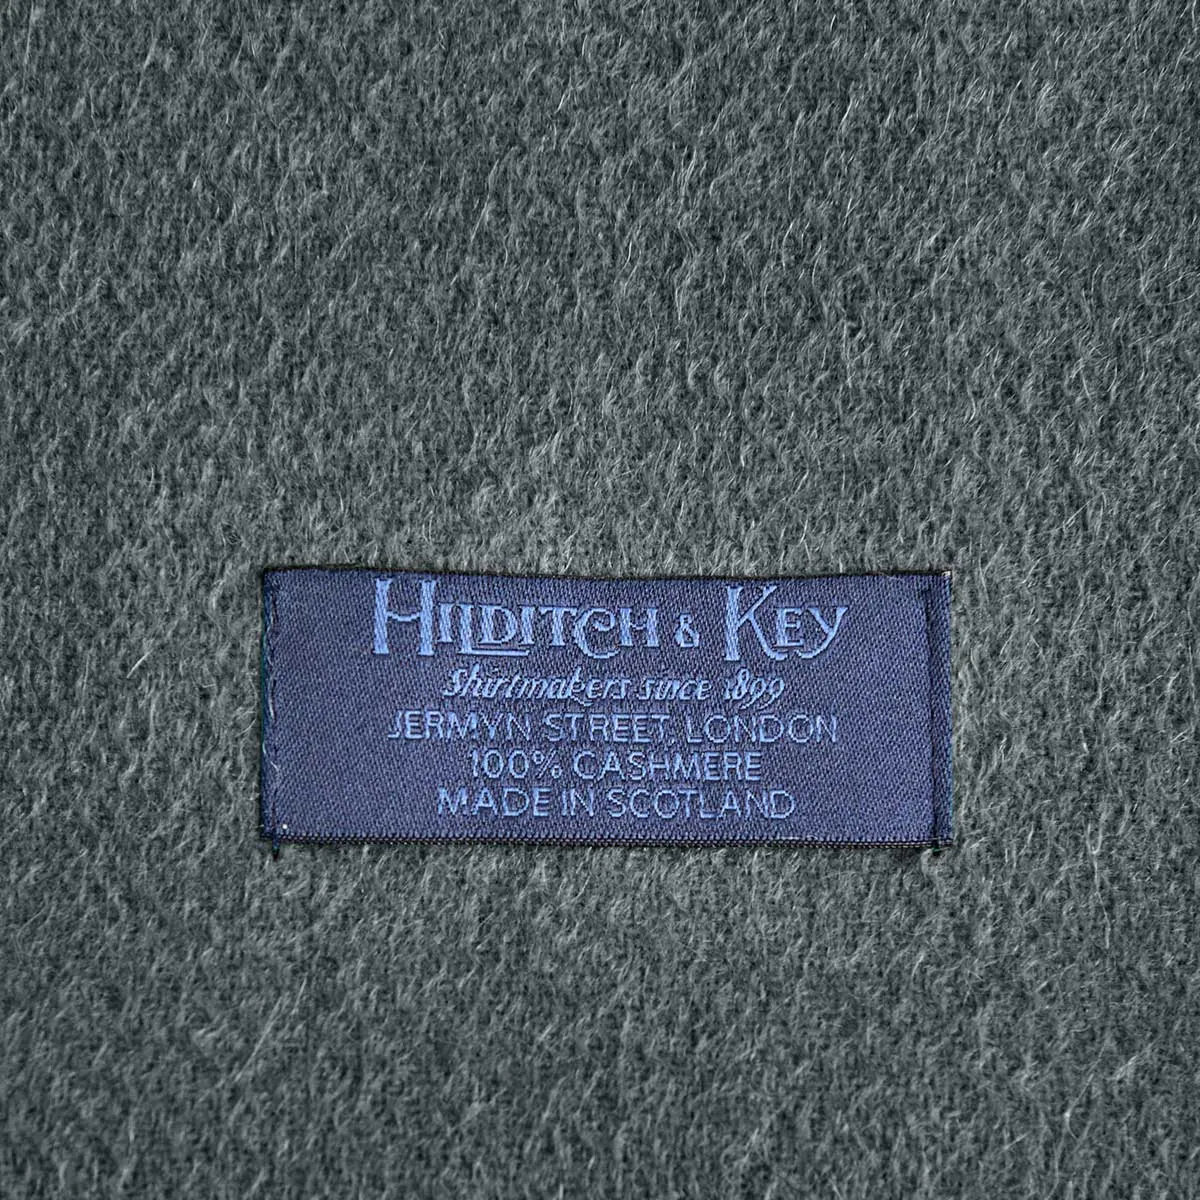 HILDITCH & KEY
Shirtmakers since 1899
JERMYN STREET, LONDON
100% CASHMERE
MADE IN SCOTLAND